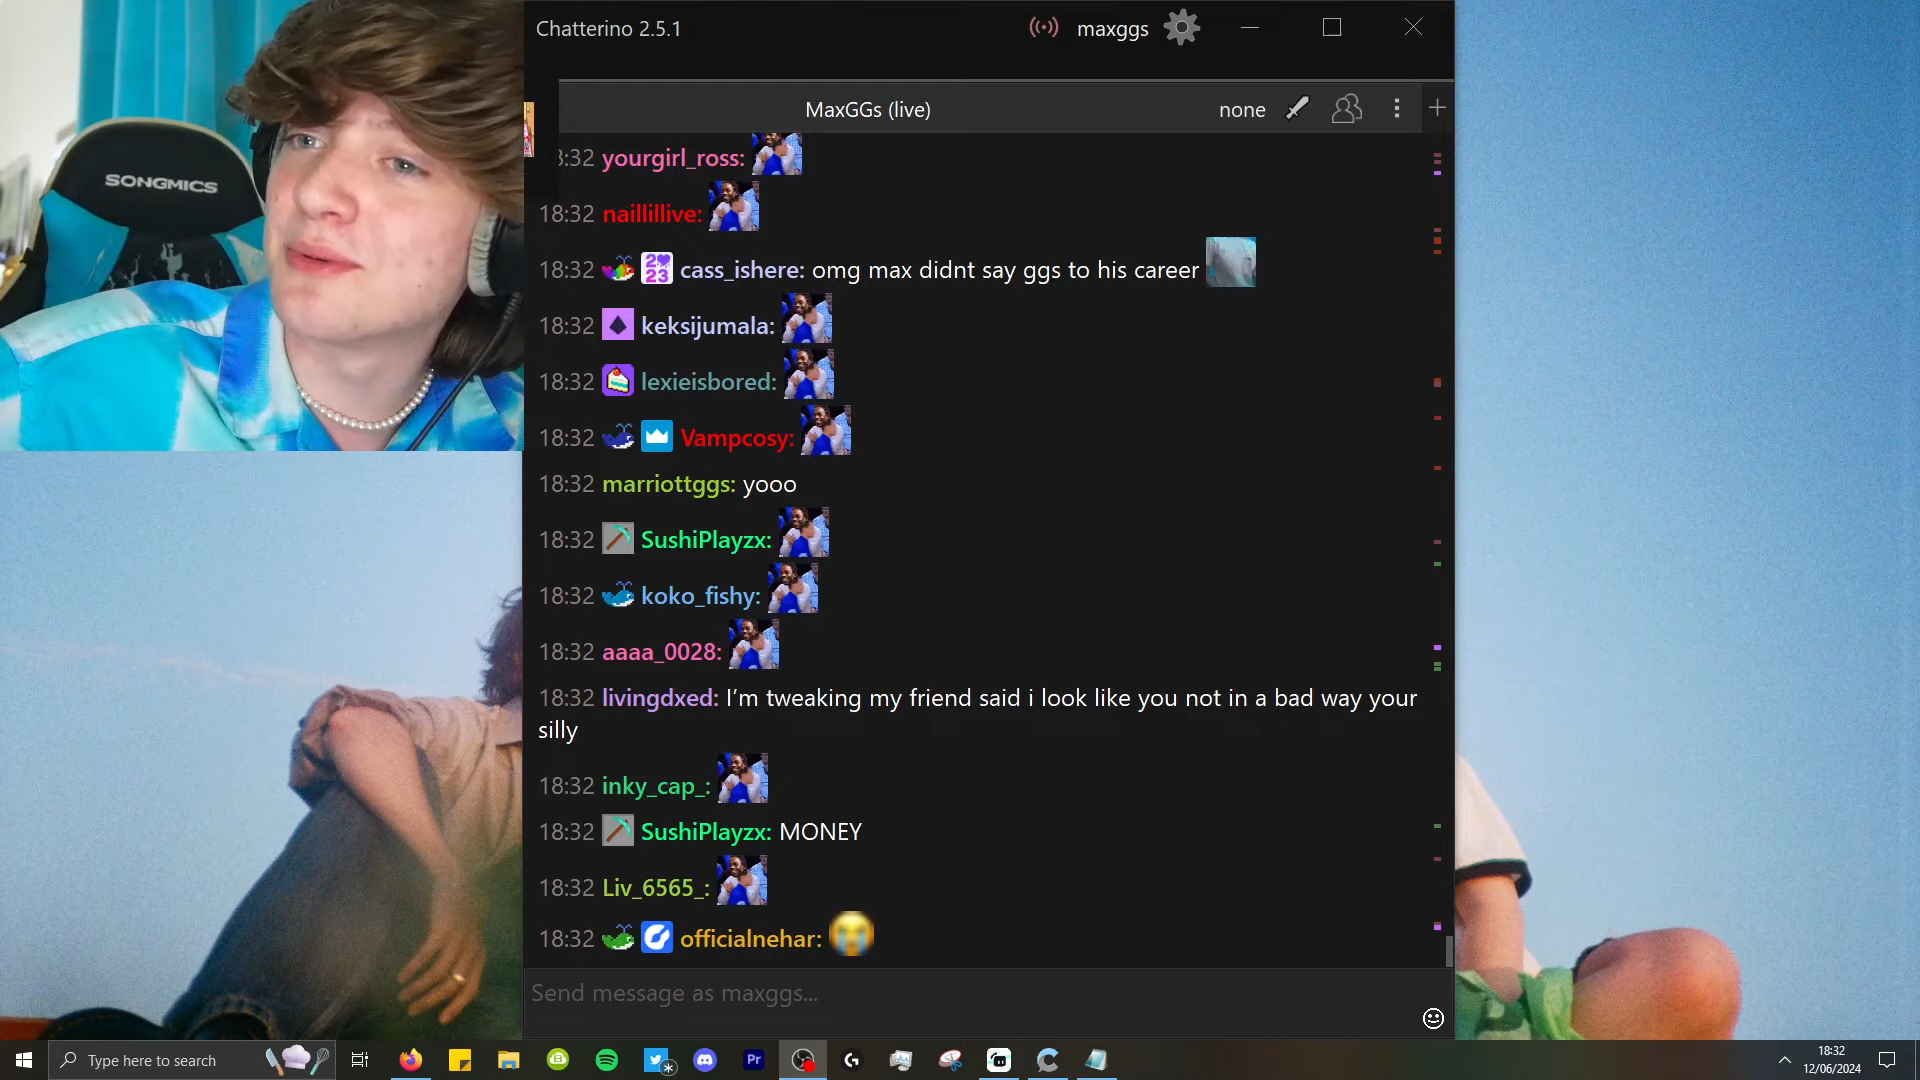 Chatterino 2.5.1
maxggs
MaxGGs (live)
none
SONGMICS
:32 yourgirl_ross:
18:32 naillillive:
18:32 2023 cass_ishere: omg max didnt say ggs to his career
18:32 keksijumala:
18:32 lexieisbored:
18:32 Vampcosy:
18:32 marriottggs: yooo
18:32 SushiPlayzx:
18:32 koko_fishy:
18:32 aaaa_0028:
18:32 livingdxed: I’m tweaking my friend said i look like you not in a bad way your
silly
18:32 inky_cap_:
18:32 SushiPlayzx: MONEY
18:32 Liv_6565_:
18:32 officialnehar:
Send message as maxggs...
Type here to search
Pr
18:32
12/06/2024